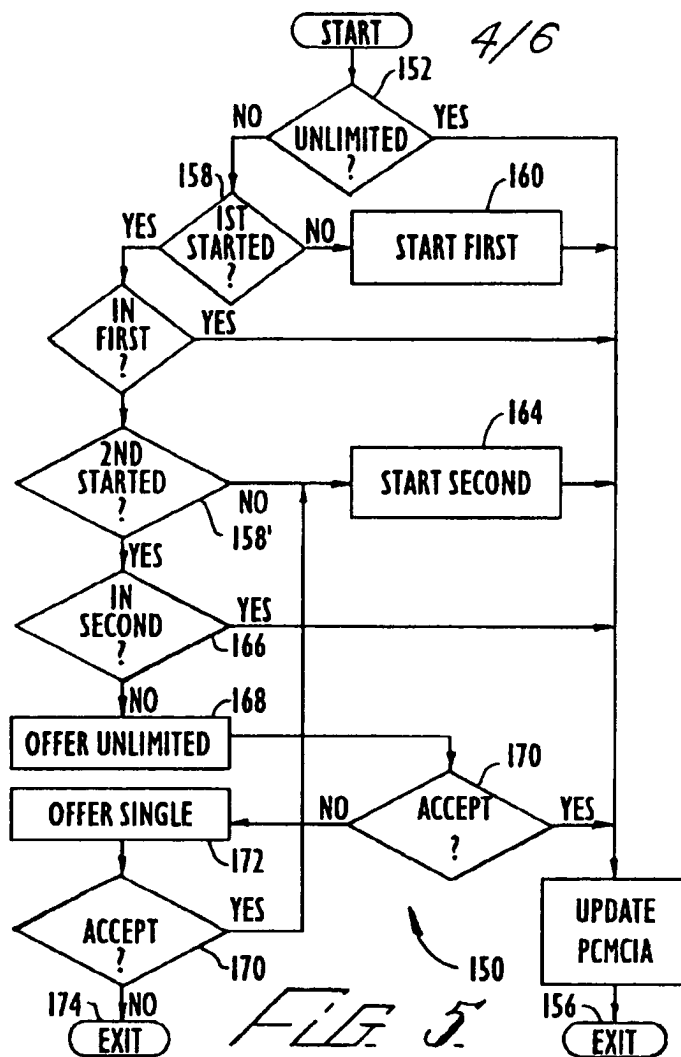 START
4/6
152
NO
YES
UNLIMITED
?
158
160
YES
1ST
STARTED
?
NO
START FIRST
IN
FIRST
?
YES
164
2ND
STARTED
?
NO
START SECOND
158'
YES
IN
SECOND
?
YES
166
NO
168
OFFER UNLIMITED
170
NO
ACCEPT
?
YES
OFFER SINGLE
172
ACCEPT
?
YES
170
UPDATE
PCMCIA
150
174
NO
EXIT
FIG. 5
156
EXIT